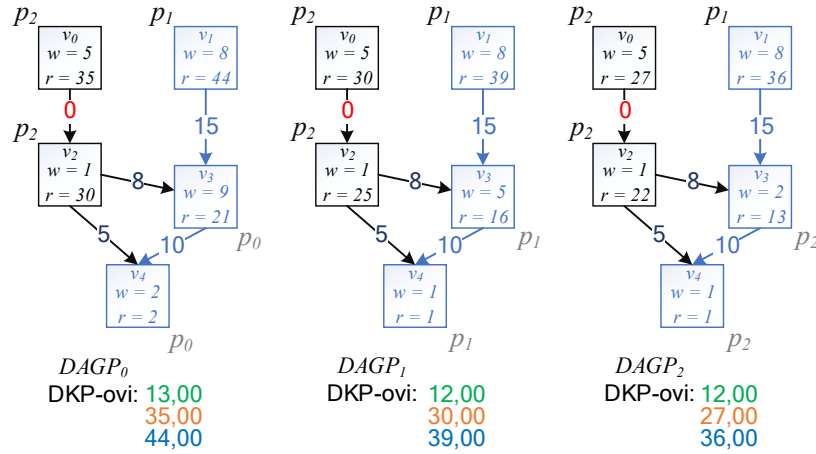 p2 p1 p2 p1 p2 p1
v0
w = 5
r = 35
v1
w = 8
r = 44
v0
w = 5
r = 30
v1
w = 8
r = 39
v0
w = 5
r = 27
v1
w = 8
r = 36
0 15 0 15 0 15
p2 p2 p2
v2
w = 1
r = 30
8
v3
w = 9
r = 21
v2
w = 1
r = 25
8
v3
w = 5
r = 16
v2
w = 1
r = 22
8
v3
w = 2
r = 13
5 10 p0 5 10 p1 5 10 p2
v4
w = 2
r = 2
p0
v4
w = 1
r = 1
p1
v4
w = 1
r = 1
p2
DAGP0
DKP-ovi: 13,00
35,00
44,00
DAGP1
DKP-ovi: 12,00
30,00
39,00
DAGP2
DKP-ovi: 12,00
27,00
36,00